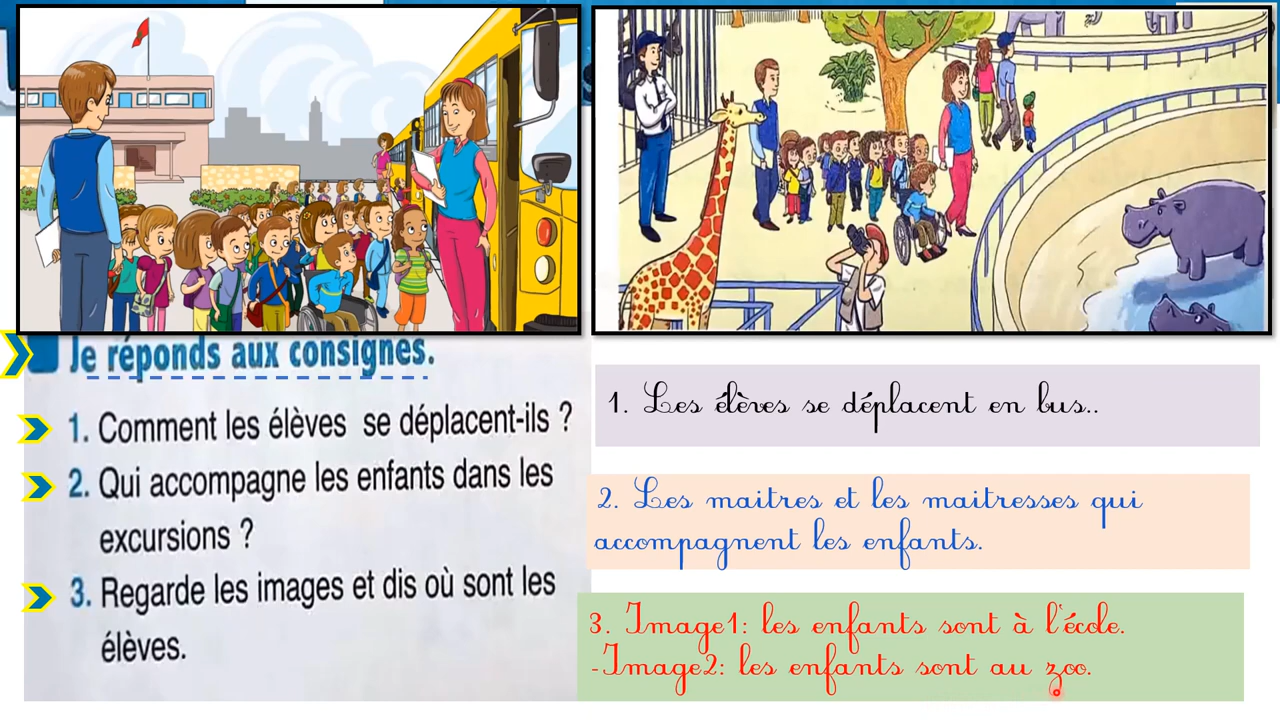 Je réponds aux consignes.
1. Comment les élèves se déplacent-ils ?
2. Qui accompagne les enfants dans les
excursions ?
3. Regarde les images et dis où sont les
élèves.
1. Les élèves se déplacent en bus..
2. Les maitres et les maitresses qui
accompagnent les enfants.
3. Image1: les enfants sont à l'école.
-Image2: les enfants sont au zoo.